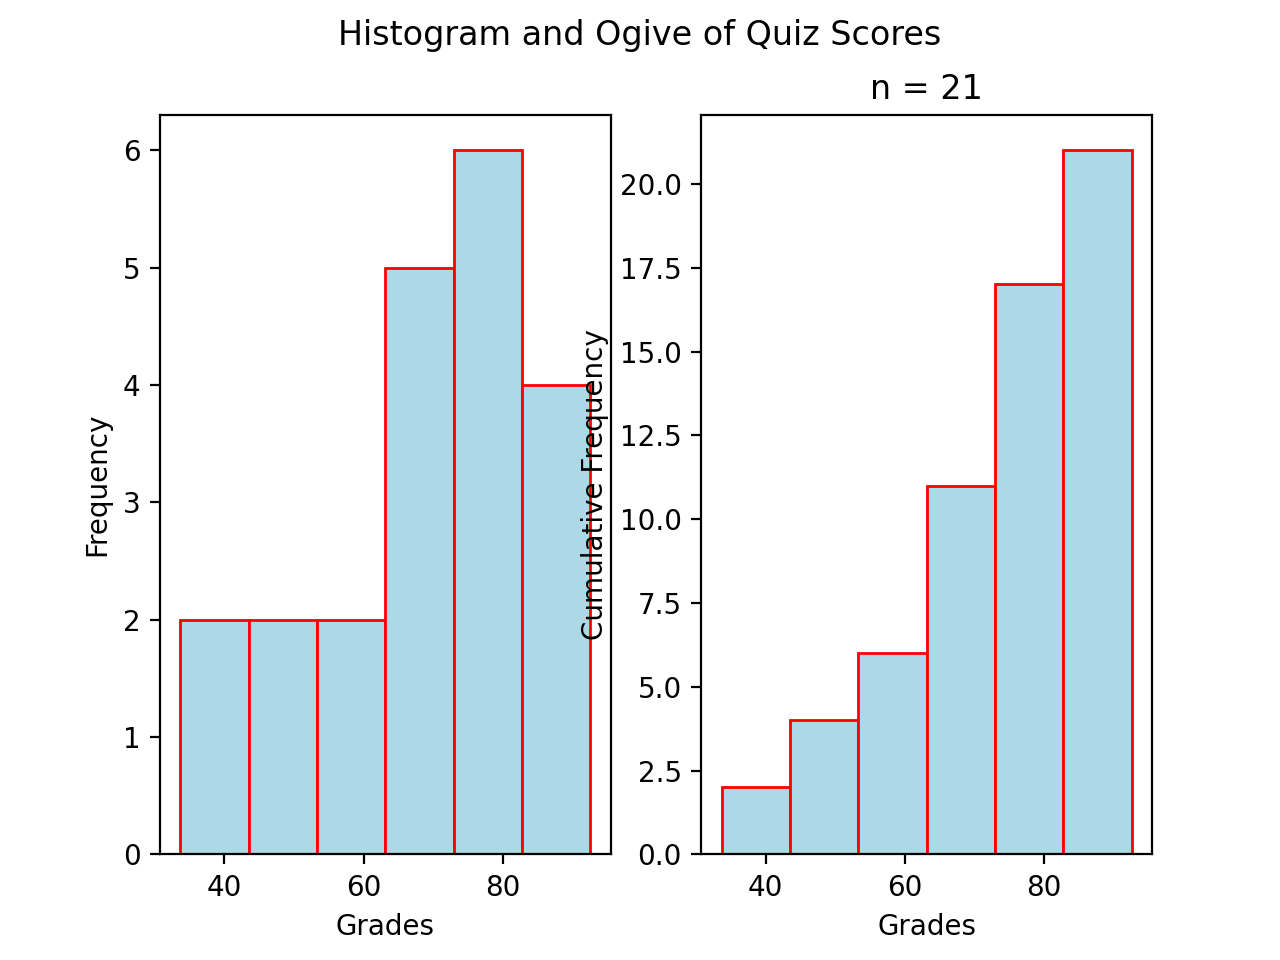 Histogram and Ogive of Quiz Scores
6
5
4
3
2
1
0
Frequency
40 60 80
Grades
n = 21
20.0
17.5
15.0
12.5
10.0
7.5
5.0
2.5
0.0
Cumulative Frequency
40 60 80
Grades